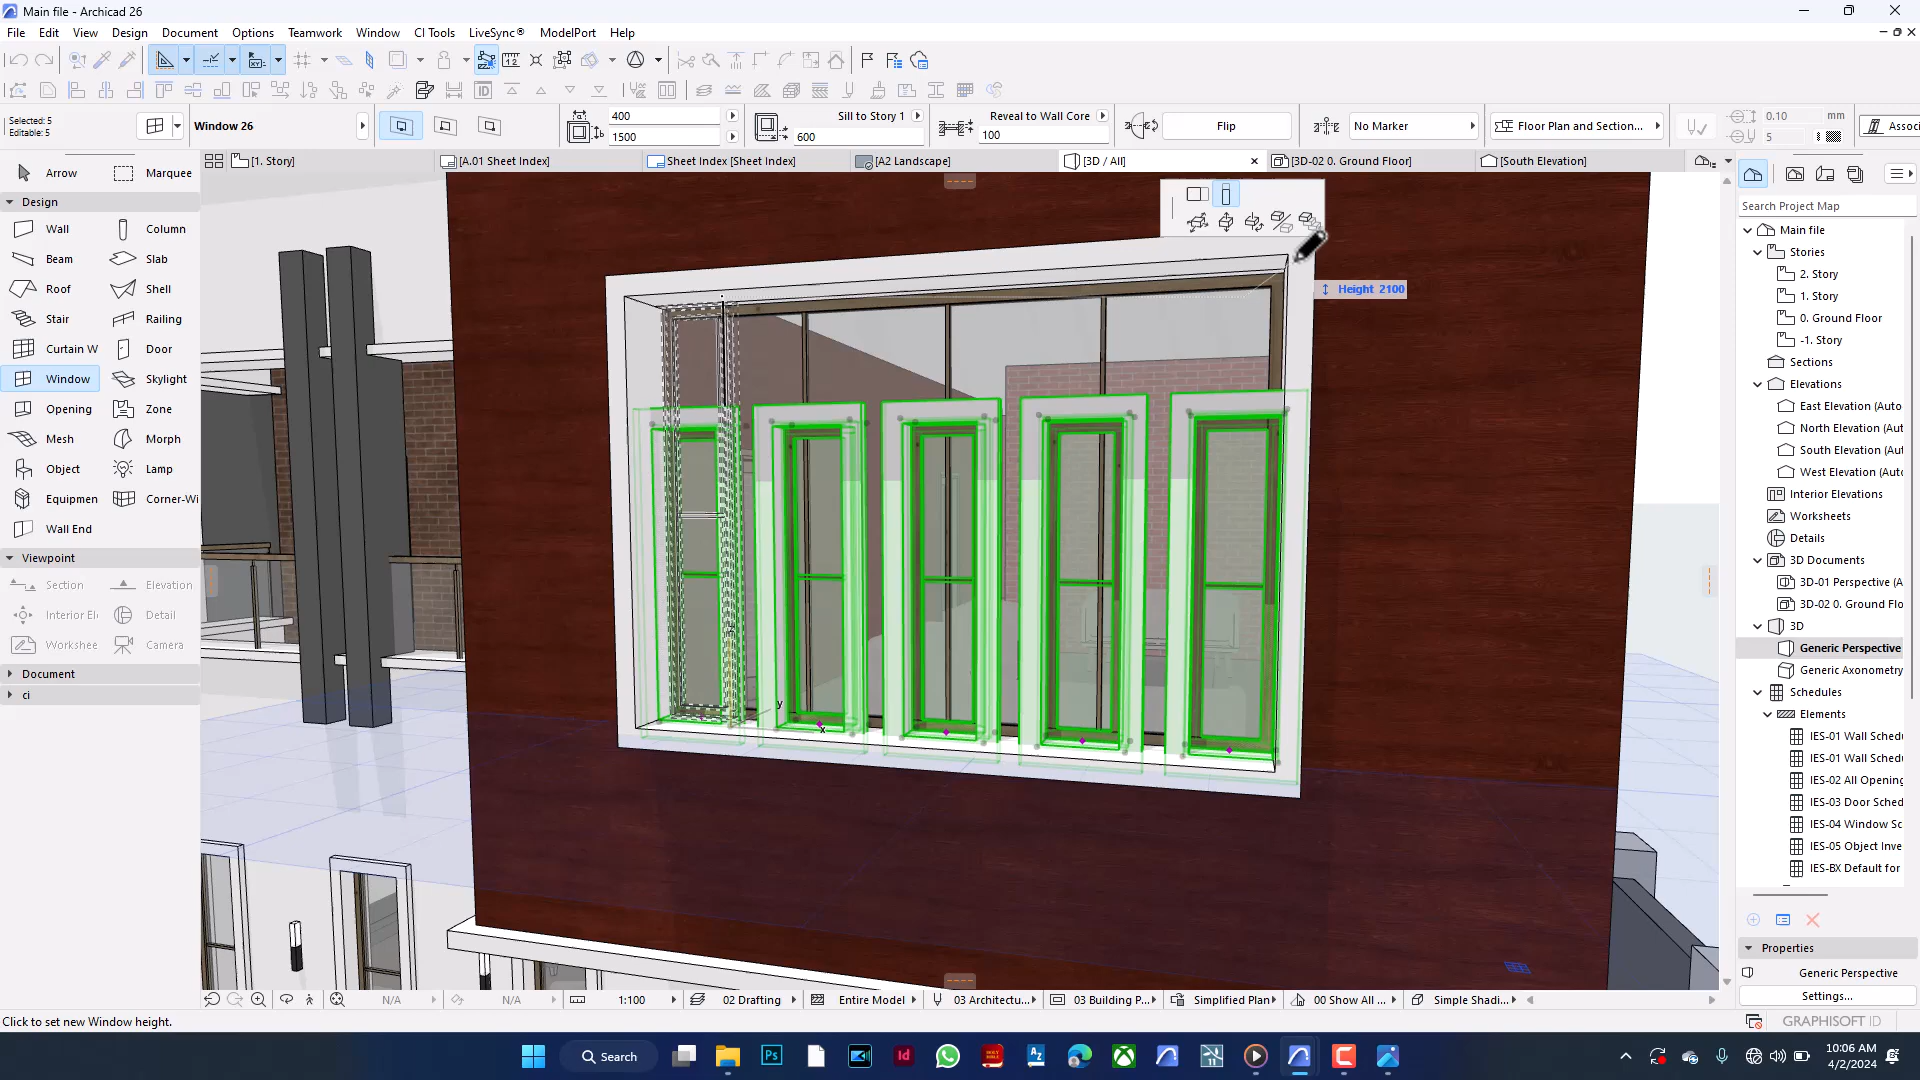 Main file - Archicad 26
File Edit View Design Document Options Teamwork Window CI Tools LiveSync® ModelPort Help
Selected: 5
Editable: 5
Window 26
400
1500
Sill to Story 1
600
Reveal to Wall Core
100
Flip
No Marker
Floor Plan and Section...
0.10 mm
5
Associ
[1. Story]
[A.01 Sheet Index]
Sheet Index [Sheet Index]
[A2 Landscape]
[3D / All]
[3D-02 0. Ground Floor]
[South Elevation]
Arrow
Marquee
Design
Wall
Column
Beam
Slab
Roof
Shell
Stair
Railing
Curtain W
Door
Window
Skylight
Opening
Zone
Mesh
Morph
Object
Lamp
Equipmen
Corner-Wi
Wall End
Viewpoint
Section
Elevation
Interior El
Detail
Workshee
Camera
Document
ci
Height 2100
y
x
Search Project Map
Main file
Stories
2. Story
1. Story
0. Ground Floor
-1. Story
Sections
Elevations
East Elevation (Auto
North Elevation (Aut
South Elevation (Aut
West Elevation (Auto
Interior Elevations
Worksheets
Details
3D Documents
3D-01 Perspective (A
3D-02 0. Ground Flo
3D
Generic Perspective
Generic Axonometry
Schedules
Elements
IES-01 Wall Sched
IES-01 Wall Sched
IES-02 All Opening
IES-03 Door Sched
IES-04 Window Sc
IES-05 Object Inve
IES-BX Default for
Properties
Generic Perspective
Settings...
N/A
N/A
1:100
02 Drafting
Entire Model
03 Architectu...
03 Building P...
Simplified Plan
00 Show All ...
Simple Shadi...
Click to set new Window height.
GRAPHISOFT ID
Search
10:06 AM
4/2/2024